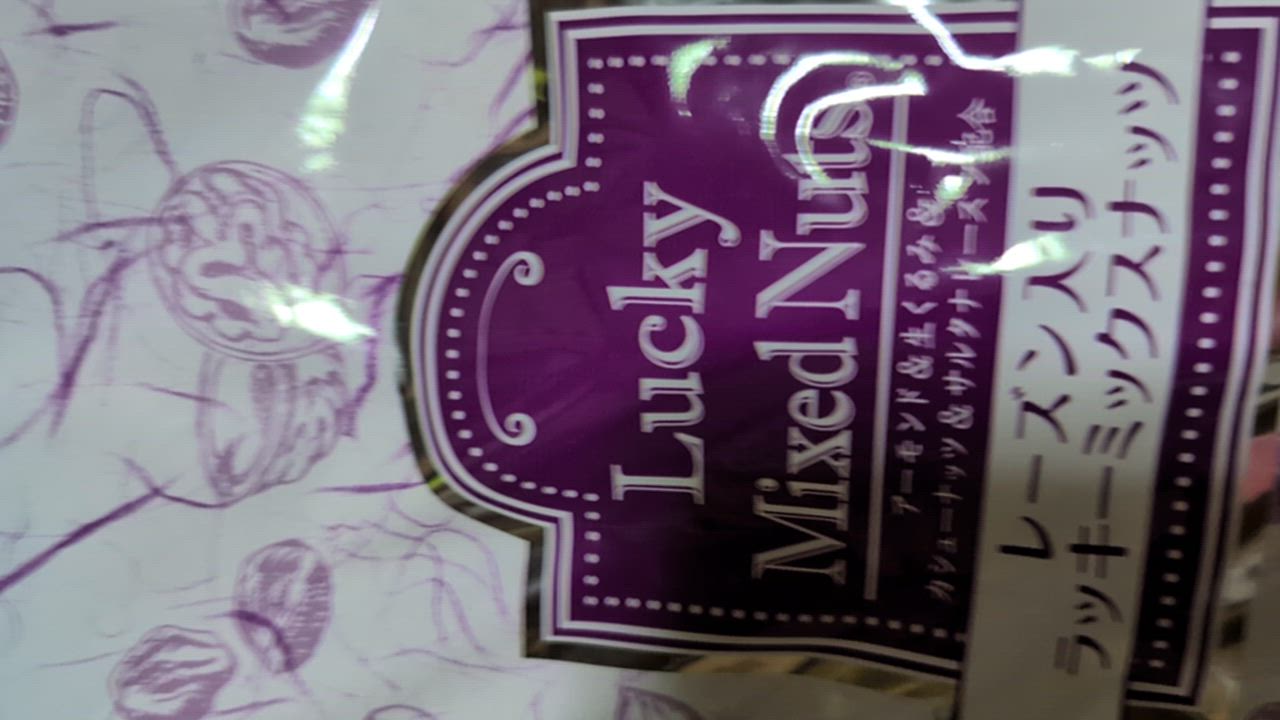 Lucky
Mixed Nuts
アーモンド&生くるみ&
カシューナッツ&サルタナレーズン配合
レーズン入り
ラッキーミックスナッツ